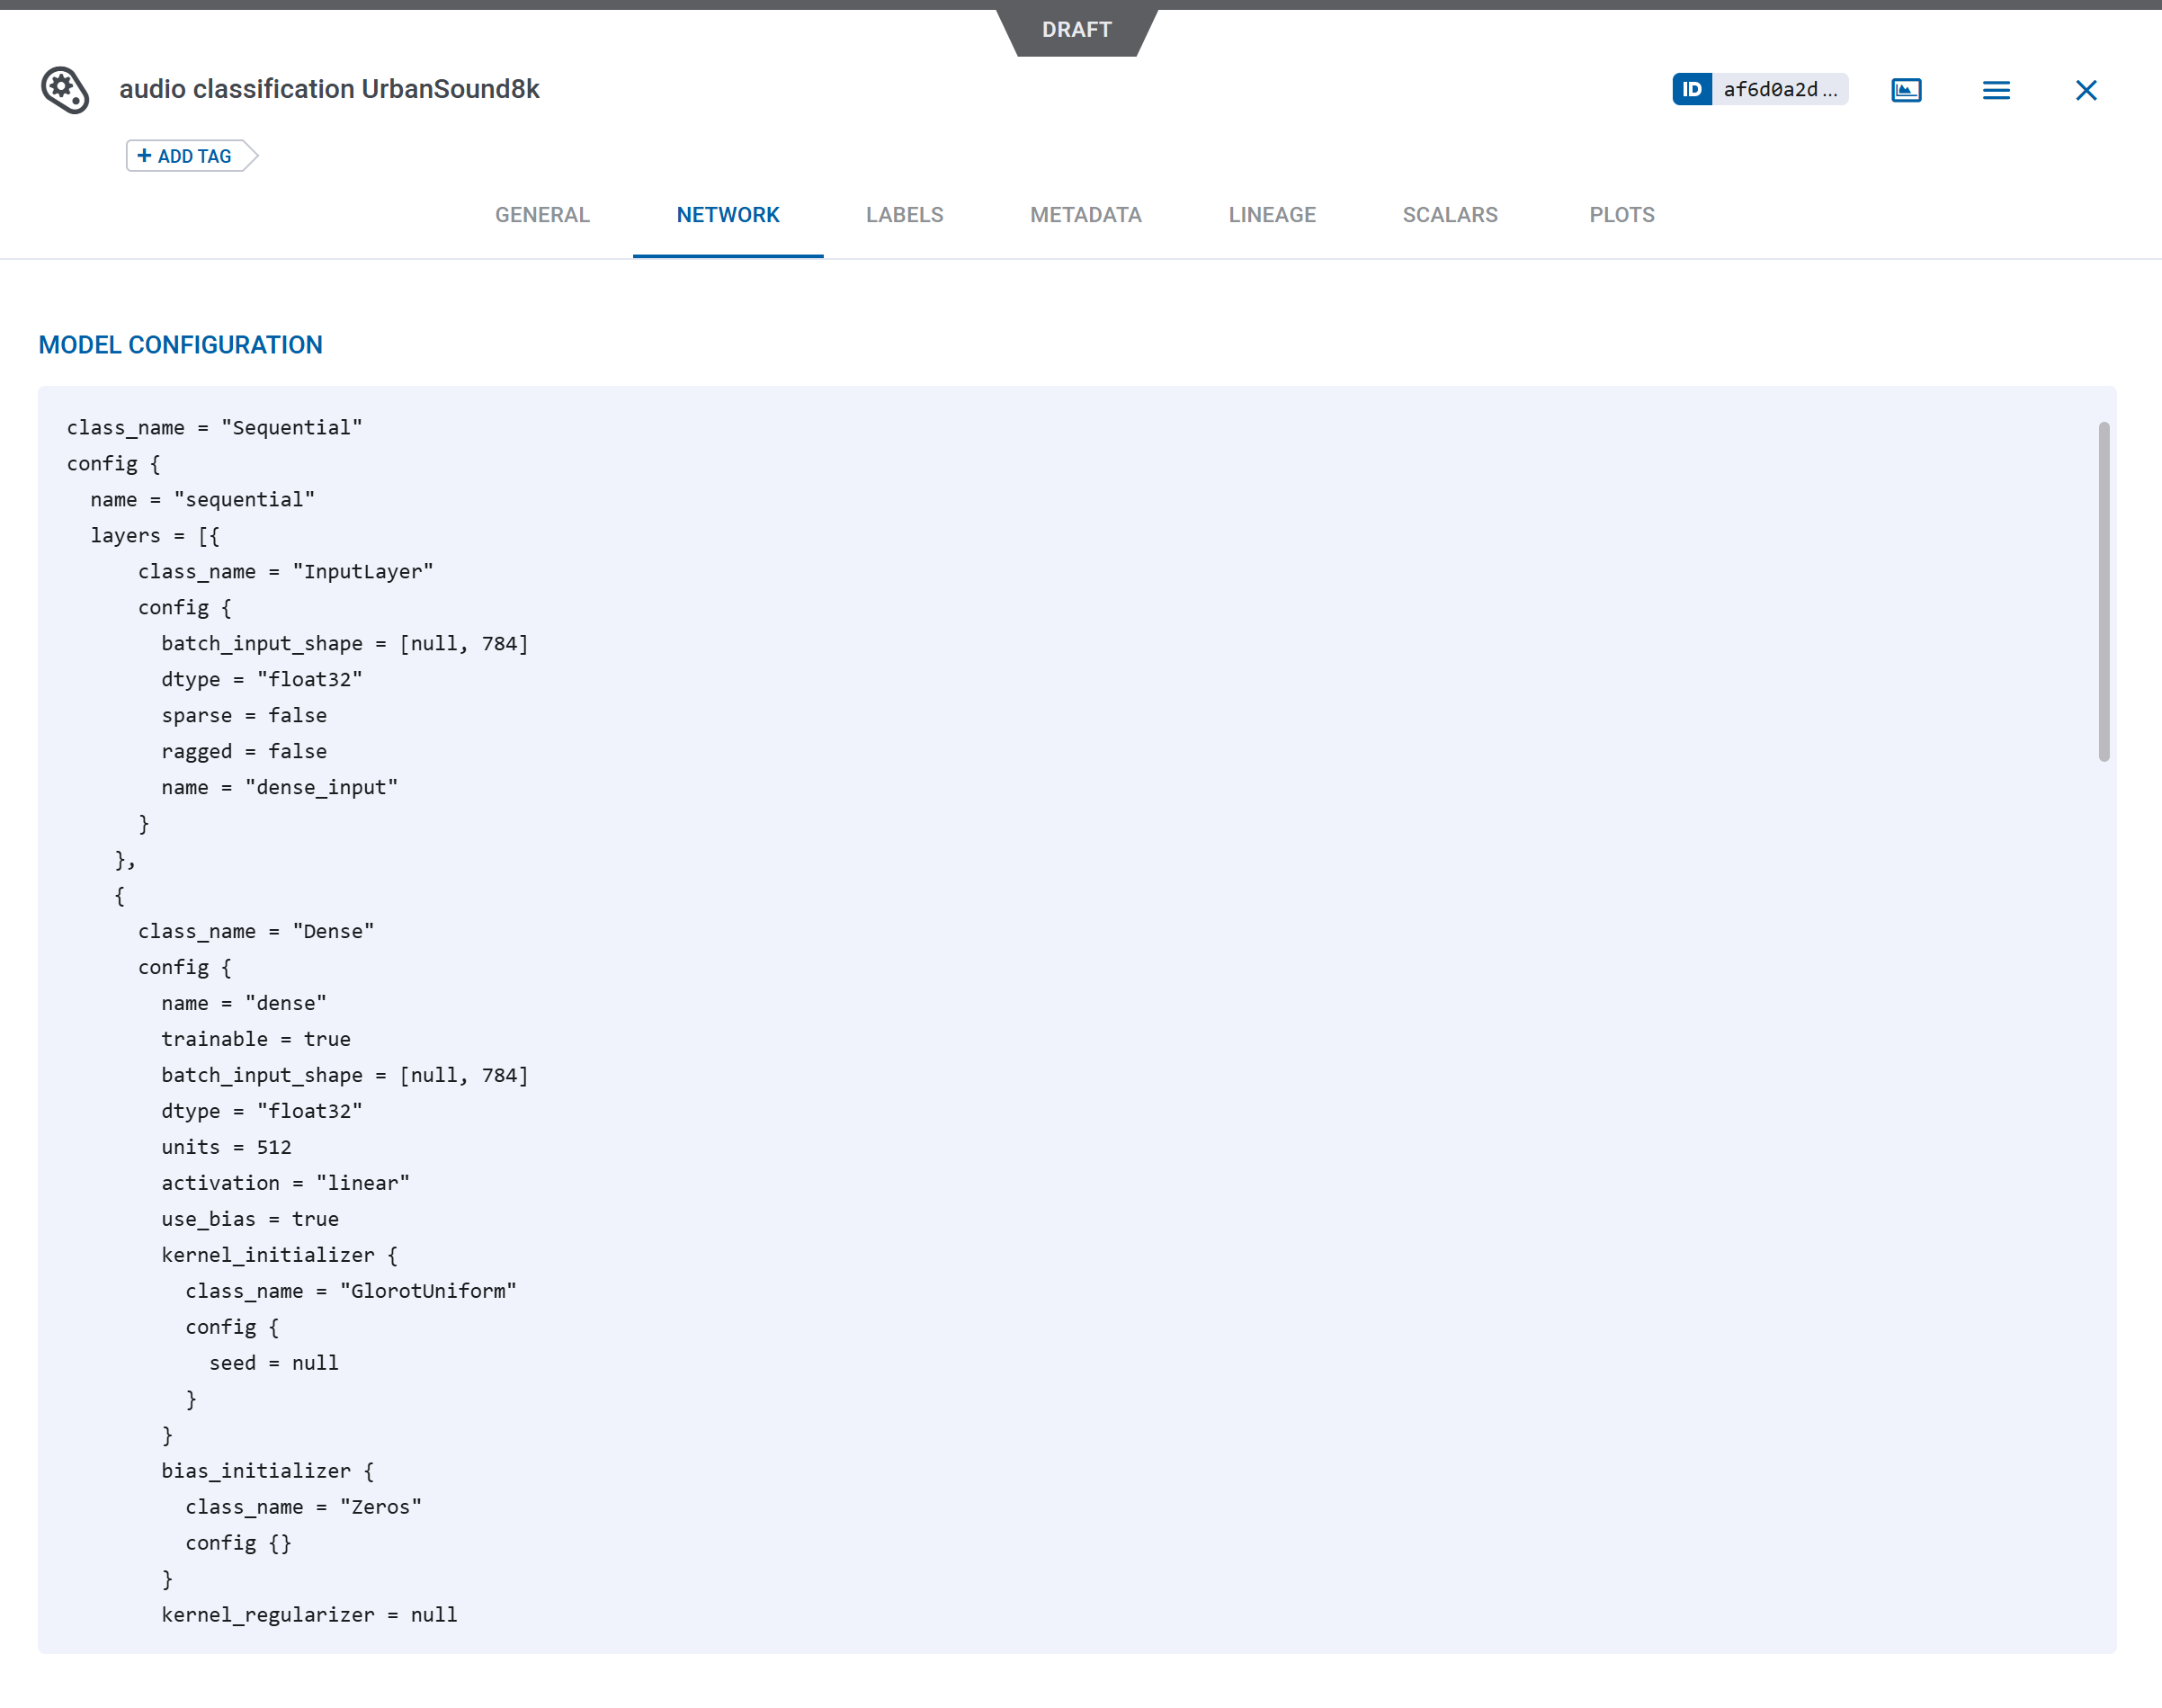 DRAFT
audio classification UrbanSound8k
ID af6d0a2d...
+ ADD TAG
GENERAL NETWORK LABELS METADATA LINEAGE SCALARS PLOTS
MODEL CONFIGURATION
class_name = "Sequential"
config {
  name = "sequential"
  layers = [{
      class_name = "InputLayer"
      config {
        batch_input_shape = [null, 784]
        dtype = "float32"
        sparse = false
        ragged = false
        name = "dense_input"
      }
    },
    {
      class_name = "Dense"
      config {
        name = "dense"
        trainable = true
        batch_input_shape = [null, 784]
        dtype = "float32"
        units = 512
        activation = "linear"
        use_bias = true
        kernel_initializer {
          class_name = "GlorotUniform"
          config {
            seed = null
          }
        }
        bias_initializer {
          class_name = "Zeros"
          config {}
        }
        kernel_regularizer = null